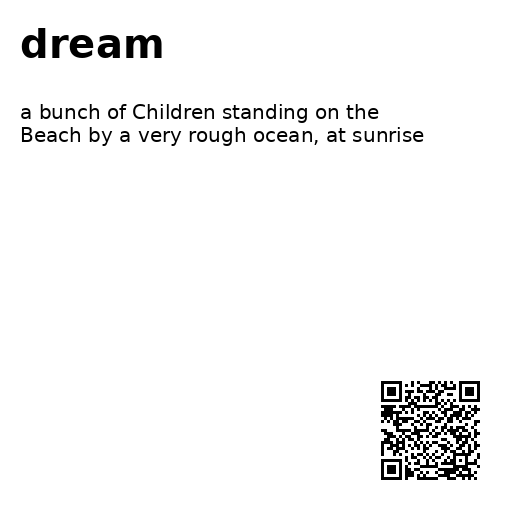 dream
a bunch of Children standing on the
Beach by a very rough ocean, at sunrise